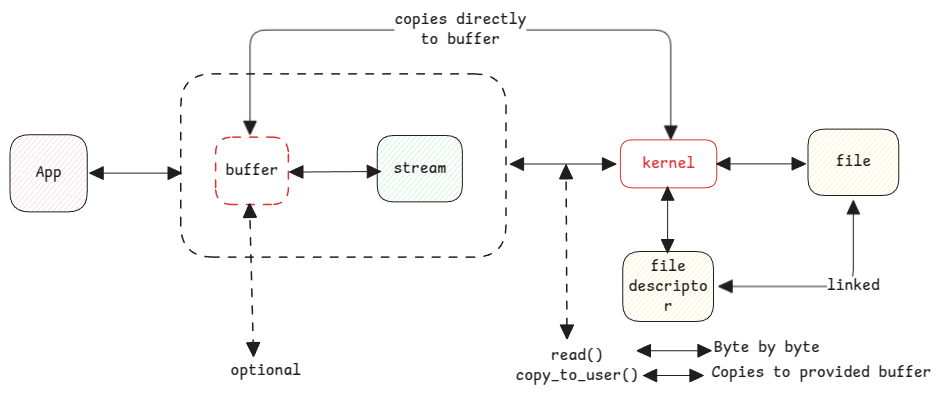 copies directly
to buffer
App
buffer
stream
kernel
file
file
descripto
r
linked
optional
read()
Byte by byte
copy_to_user()
Copies to provided buffer